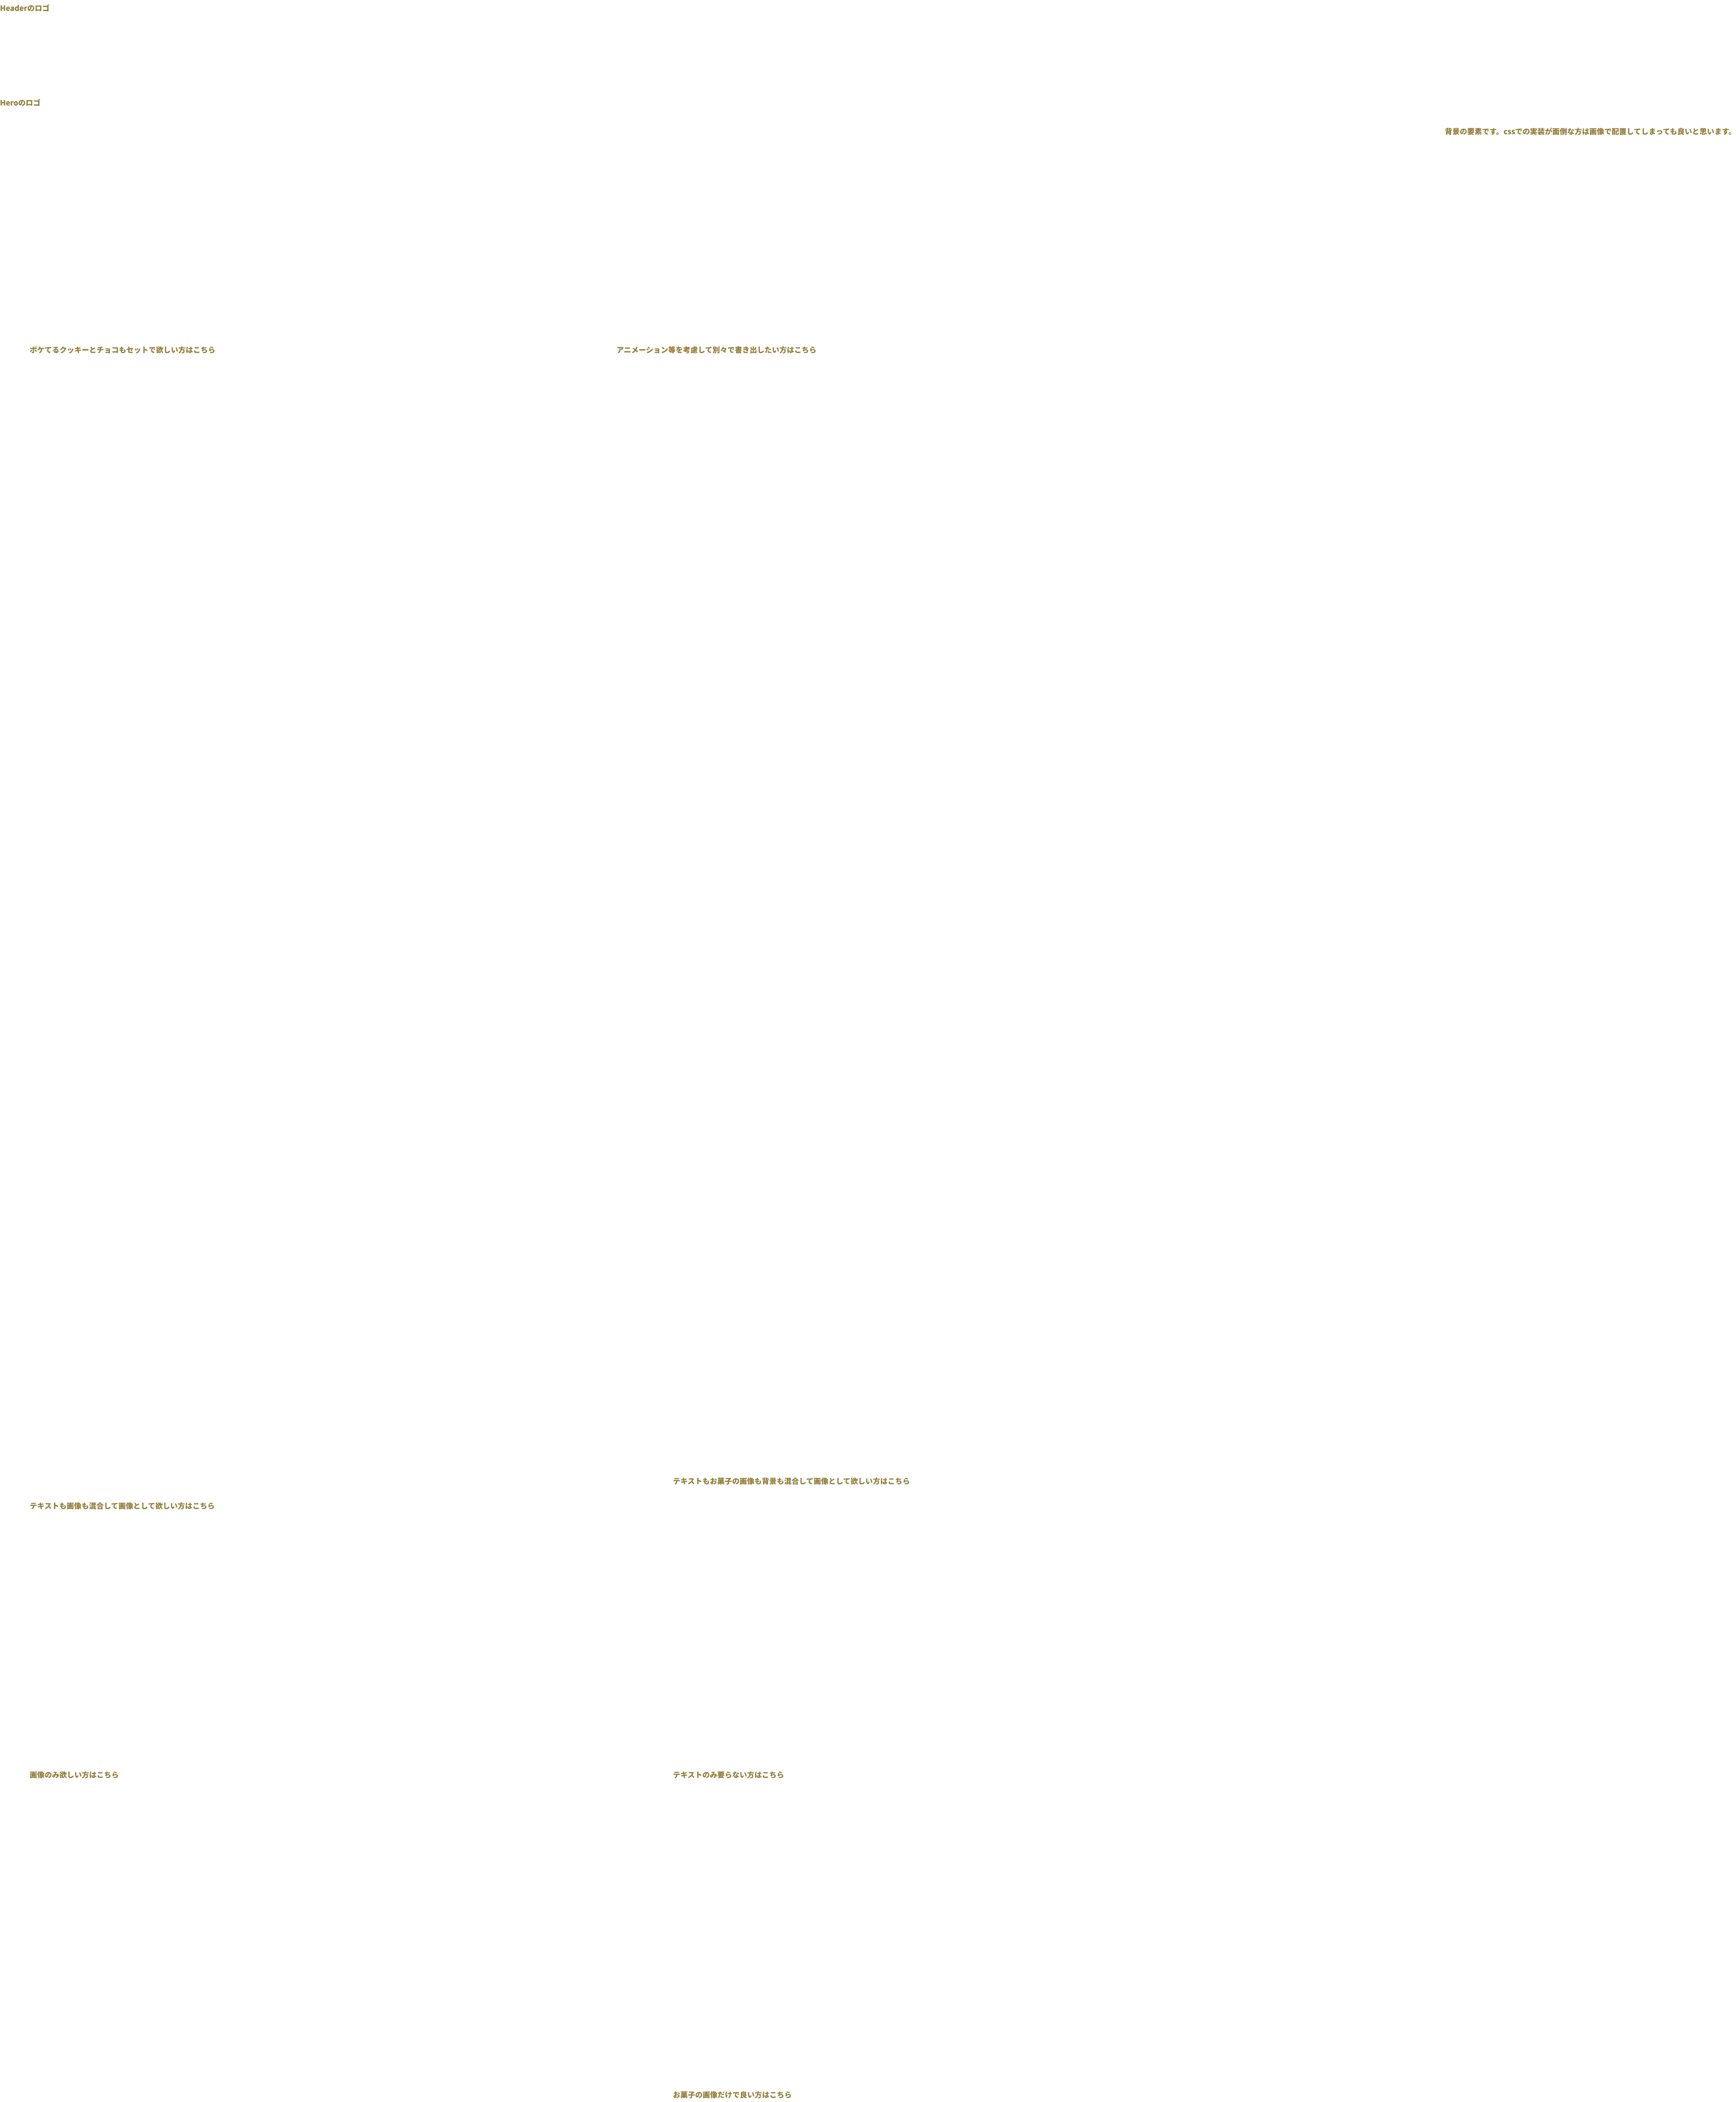 Headerのロゴ
Heroのロゴ
背景の要素です。cssでの実装が面倒な方は画像で配置してしまっても良いと思います。
ボケてるクッキーとチョコもセットで欲しい方はこちら
アニメーション等を考慮して別々で書き出したい方はこちら
テキストもお菓子の画像も背景も混合して画像として欲しい方はこちら
テキストも画像も混合して画像として欲しい方はこちら
画像のみ欲しい方はこちら
テキストのみ要らない方はこちら
お菓子の画像だけで良い方はこちら